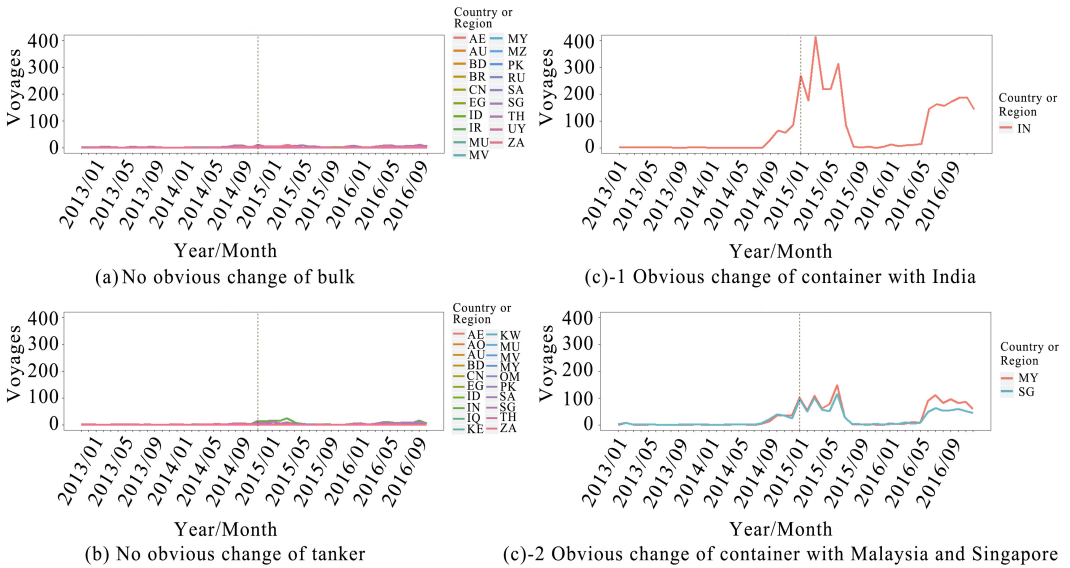 Country or
Region
AE MY
AU MZ
BD PK
BR RU
CN SA
EG SG
ID TH
IR UY
MU ZA
MV
Voyages
400
300
200
100
0
2013/01 2013/05 2013/09 2014/01 2014/05 2014/09 2015/01 2015/05 2015/09 2016/01 2016/05 2016/09
Year/Month
(a) No obvious change of bulk
Voyages
400
300
200
100
0
Country or
Region
IN
2013/01 2013/05 2013/09 2014/01 2014/05 2014/09 2015/01 2015/05 2015/09 2016/01 2016/05 2016/09
Year/Month
(c)-1 Obvious change of container with India
Country or
Region
AE KW
AO MU
AU MV
BD MY
CN OM
EG PK
ID SA
IN SG
IQ TH
KE ZA
Voyages
400
300
200
100
0
2013/01 2013/05 2013/09 2014/01 2014/05 2014/09 2015/01 2015/05 2015/09 2016/01 2016/05 2016/09
Year/Month
(b) No obvious change of tanker
Voyages
400
300
200
100
0
Country or
Region
MY
SG
2013/01 2013/05 2013/09 2014/01 2014/05 2014/09 2015/01 2015/05 2015/09 2016/01 2016/05 2016/09
Year/Month
(c)-2 Obvious change of container with Malaysia and Singapore